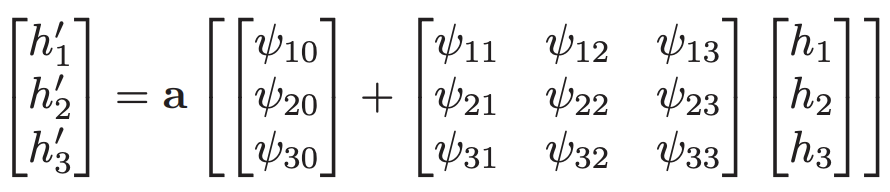 [h′₁ h′₂ h′₃] = a [ [ψ₁₀ ψ₂₀ ψ₃₀] + [ψ₁₁ ψ₁₂ ψ₁₃ ψ₂₁ ψ₂₂ ψ₂₃ ψ₃₁ ψ₃₂ ψ₃₃] [h₁ h₂ h₃] ]